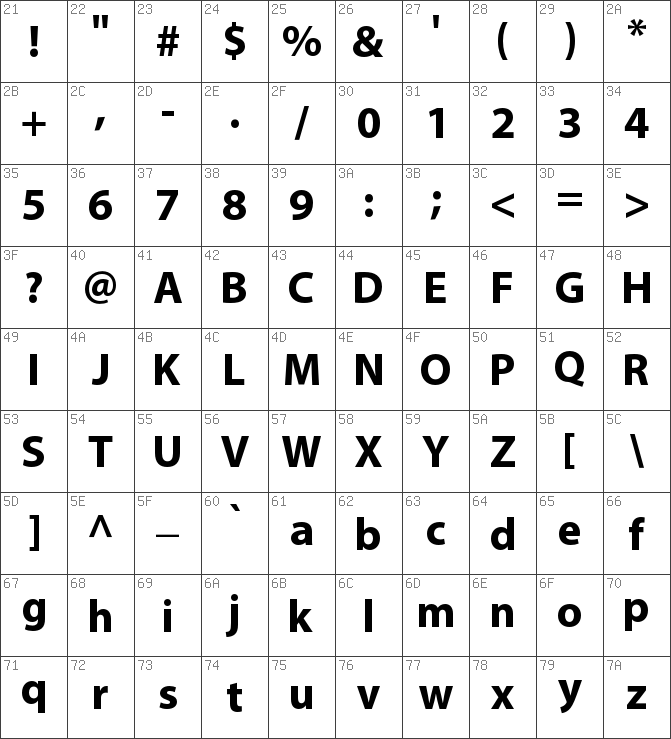 21 22 23 24 25 26 27 28 29 2A
! " # $ % & ' ( ) *
2B 2C 2D 2E 2F 30 31 32 33 34
+ , - . / 0 1 2 3 4
35 36 37 38 39 3A 3B 3C 3D 3E
5 6 7 8 9 : ; < = >
3F 40 41 42 43 44 45 46 47 48
? @ A B C D E F G H
49 4A 4B 4C 4D 4E 4F 50 51 52
I J K L M N O P Q R
53 54 55 56 57 58 59 5A 5B 5C
S T U V W X Y Z [ \
5D 5E 5F 60 61 62 63 64 65 66
] ^ _ ` a b c d e f
67 68 69 6A 6B 6C 6D 6E 6F 70
g h i j k l m n o p
71 72 73 74 75 76 77 78 79 7A
q r s t u v w x y z